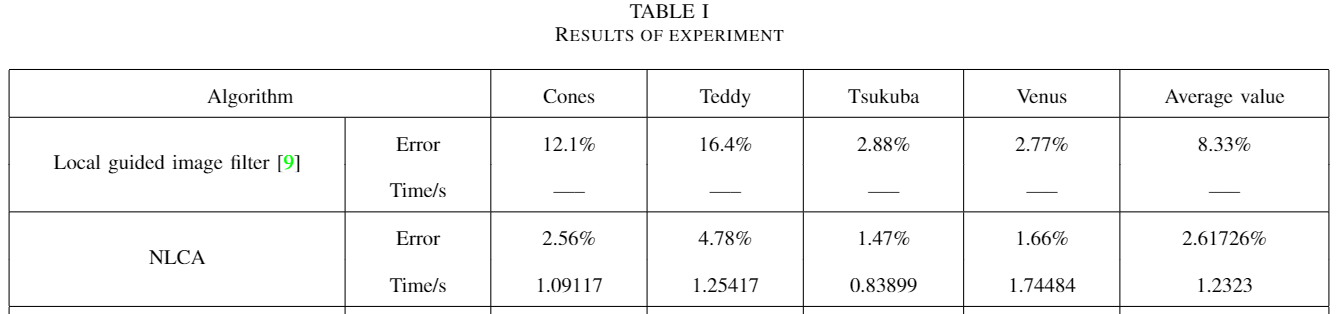 TABLE I
RESULTS OF EXPERIMENT
Algorithm Cones Teddy Tsukuba Venus Average value
Local guided image filter [9] Error 12.1% 16.4% 2.88% 2.77% 8.33%
Time/s —– —– —– —– —–
NLCA Error 2.56% 4.78% 1.47% 1.66% 2.61726%
Time/s 1.09117 1.25417 0.83899 1.74484 1.2323